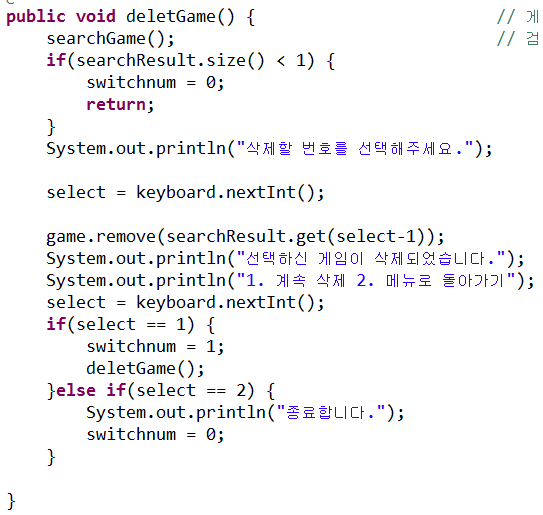 public void deletGame() { // 게
searchGame(); // 검
if(searchResult.size() < 1) {
switchnum = 0;
return;
}
System.out.println("삭제할 번호를 선택해주세요.");
select = keyboard.nextInt();
game.remove(searchResult.get(select-1));
System.out.println("선택하신 게임이 삭제되었습니다.");
System.out.println("1. 계속 삭제 2. 메뉴로 돌아가기");
select = keyboard.nextInt();
if(select == 1) {
switchnum = 1;
deletGame();
}else if(select == 2) {
System.out.println("종료합니다.");
switchnum = 0;
}
}